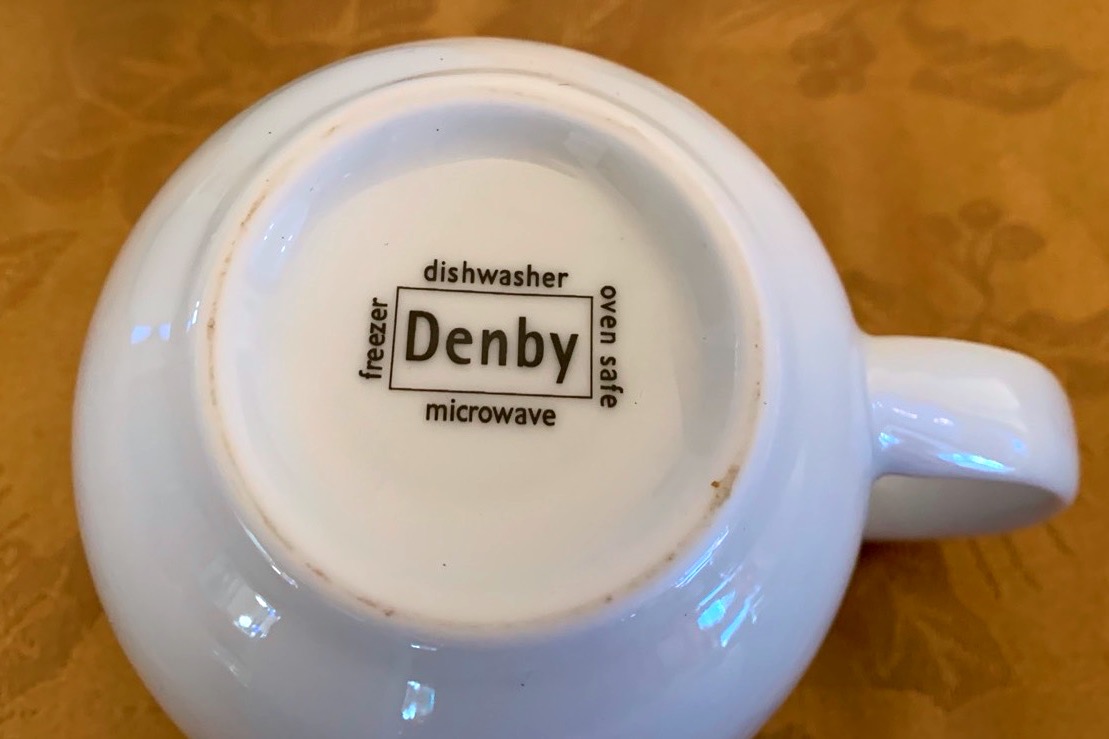 dishwasher
freezer
Denby
oven safe
microwave